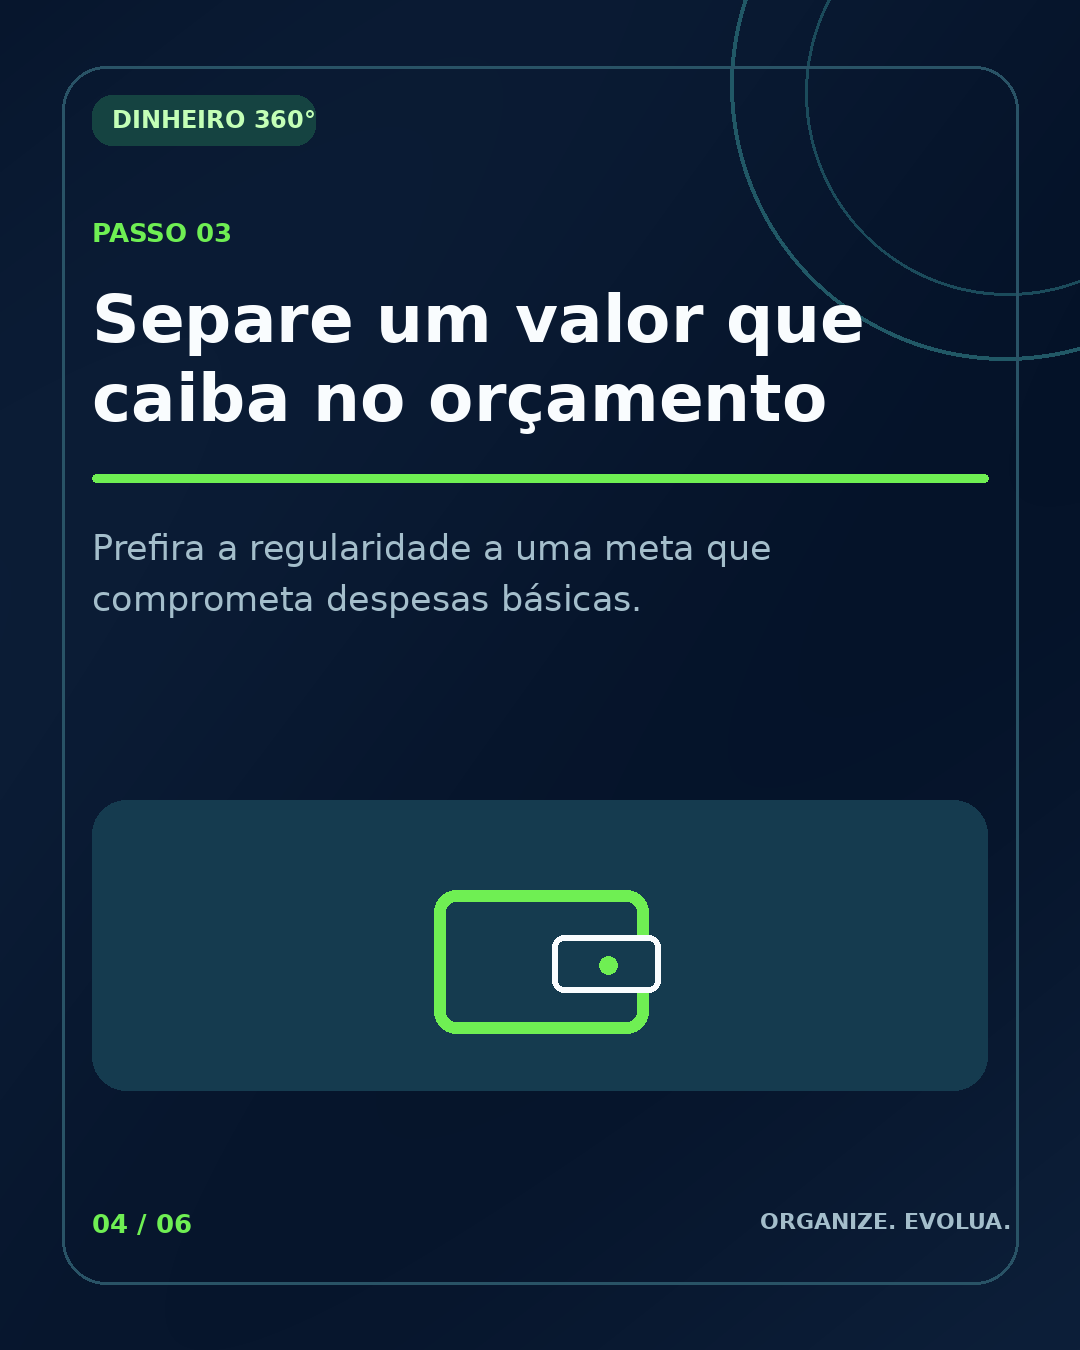 DINHEIRO 360°
PASSO 03
Separe um valor que
caiba no orçamento
Prefira a regularidade a uma meta que
comprometa despesas básicas.
04 / 06
ORGANIZE. EVOLUA.